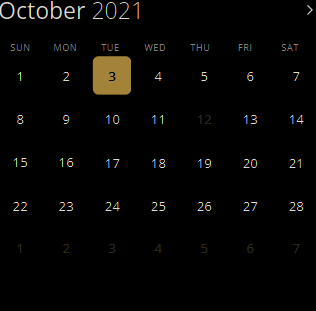 October 2021
SUN MON TUE WED THU FRI SAT
1 2 3 4 5 6 7
8 9 10 11 12 13 14
15 16 17 18 19 20 21
22 23 24 25 26 27 28
1 2 3 4 5 6 7